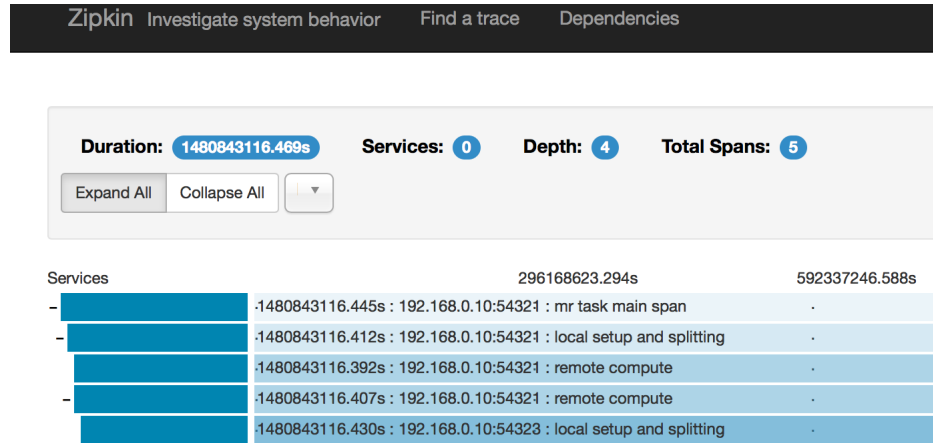 Zipkin Investigate system behavior Find a trace Dependencies
Duration: 1480843116.469s Services: 0 Depth: 4 Total Spans: 5
Expand All Collapse All
Services 296168623.294s 592337246.588s
-1480843116.445s : 192.168.0.10:54321 : mr task main span
-1480843116.412s : 192.168.0.10:54321 : local setup and splitting
-1480843116.392s : 192.168.0.10:54321 : remote compute
-1480843116.407s : 192.168.0.10:54321 : remote compute
-1480843116.430s : 192.168.0.10:54323 : local setup and splitting